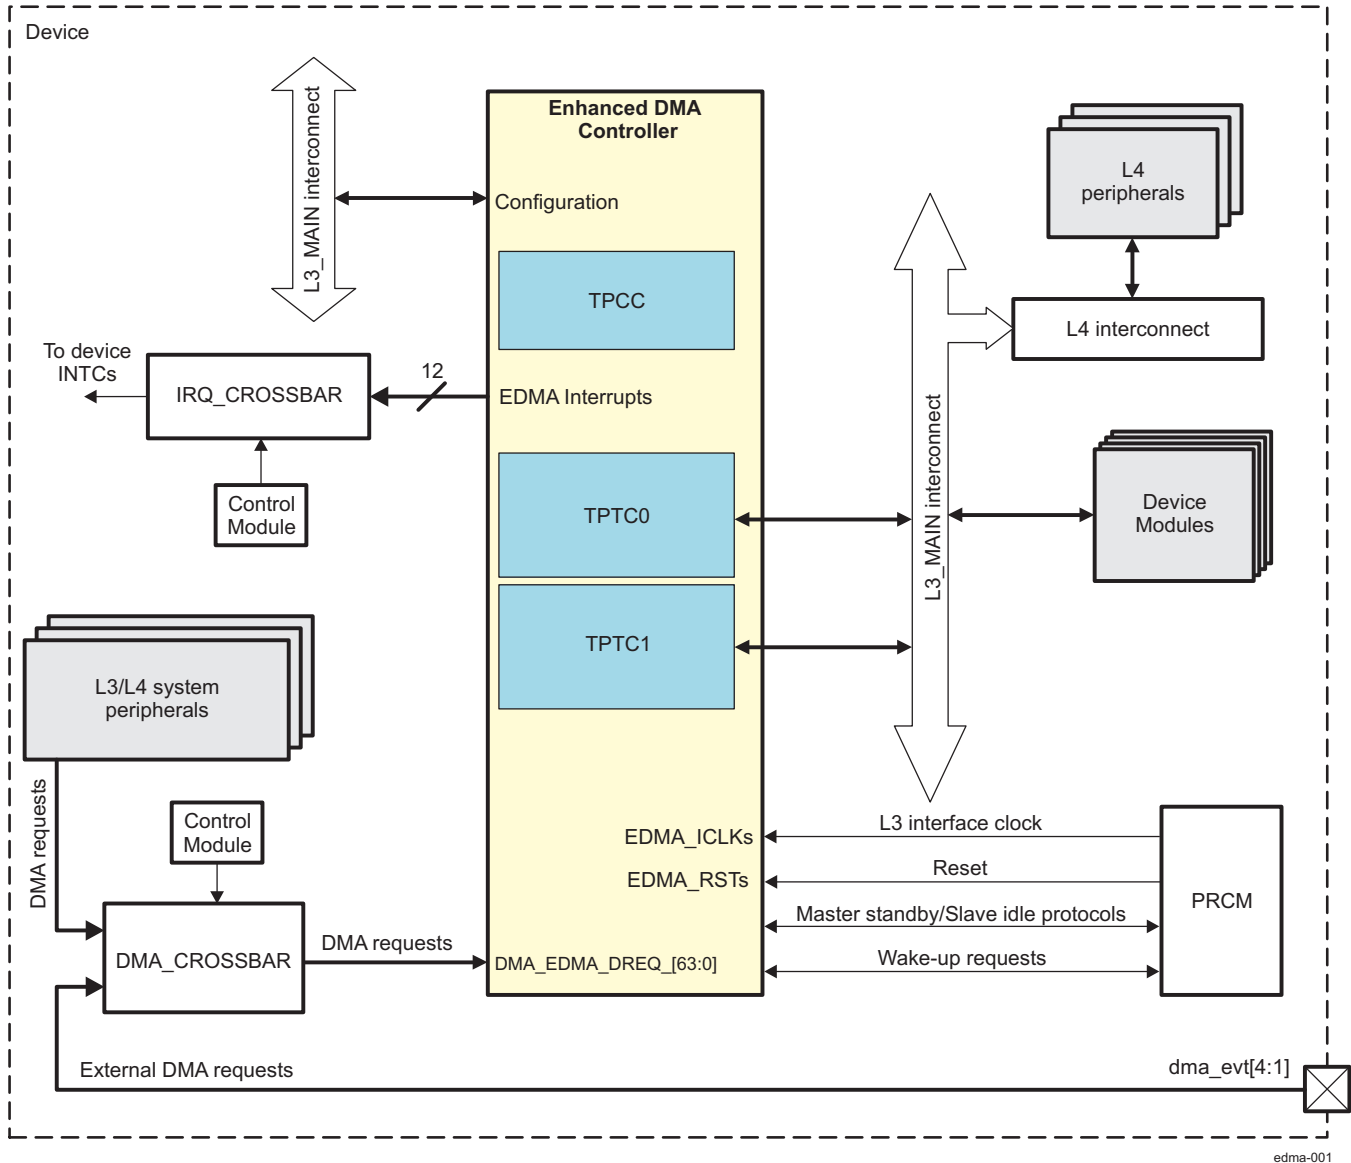 Device
Enhanced DMA
Controller
L3_MAIN interconnect
Configuration
L4
peripherals
TPCC
L4 interconnect
To device
INTCs
IRQ_CROSSBAR
12
EDMA Interrupts
Control
Module
TPTC0
L3_MAIN interconnect
Device
Modules
TPTC1
L3/L4 system
peripherals
DMA requests
Control
Module
EDMA_ICLKs
L3 interface clock
EDMA_RSTs
Reset
PRCM
Master standby/Slave idle protocols
DMA_CROSSBAR
DMA requests
DMA_EDMA_DREQ_[63:0]
Wake-up requests
External DMA requests
dma_evt[4:1]
edma-001